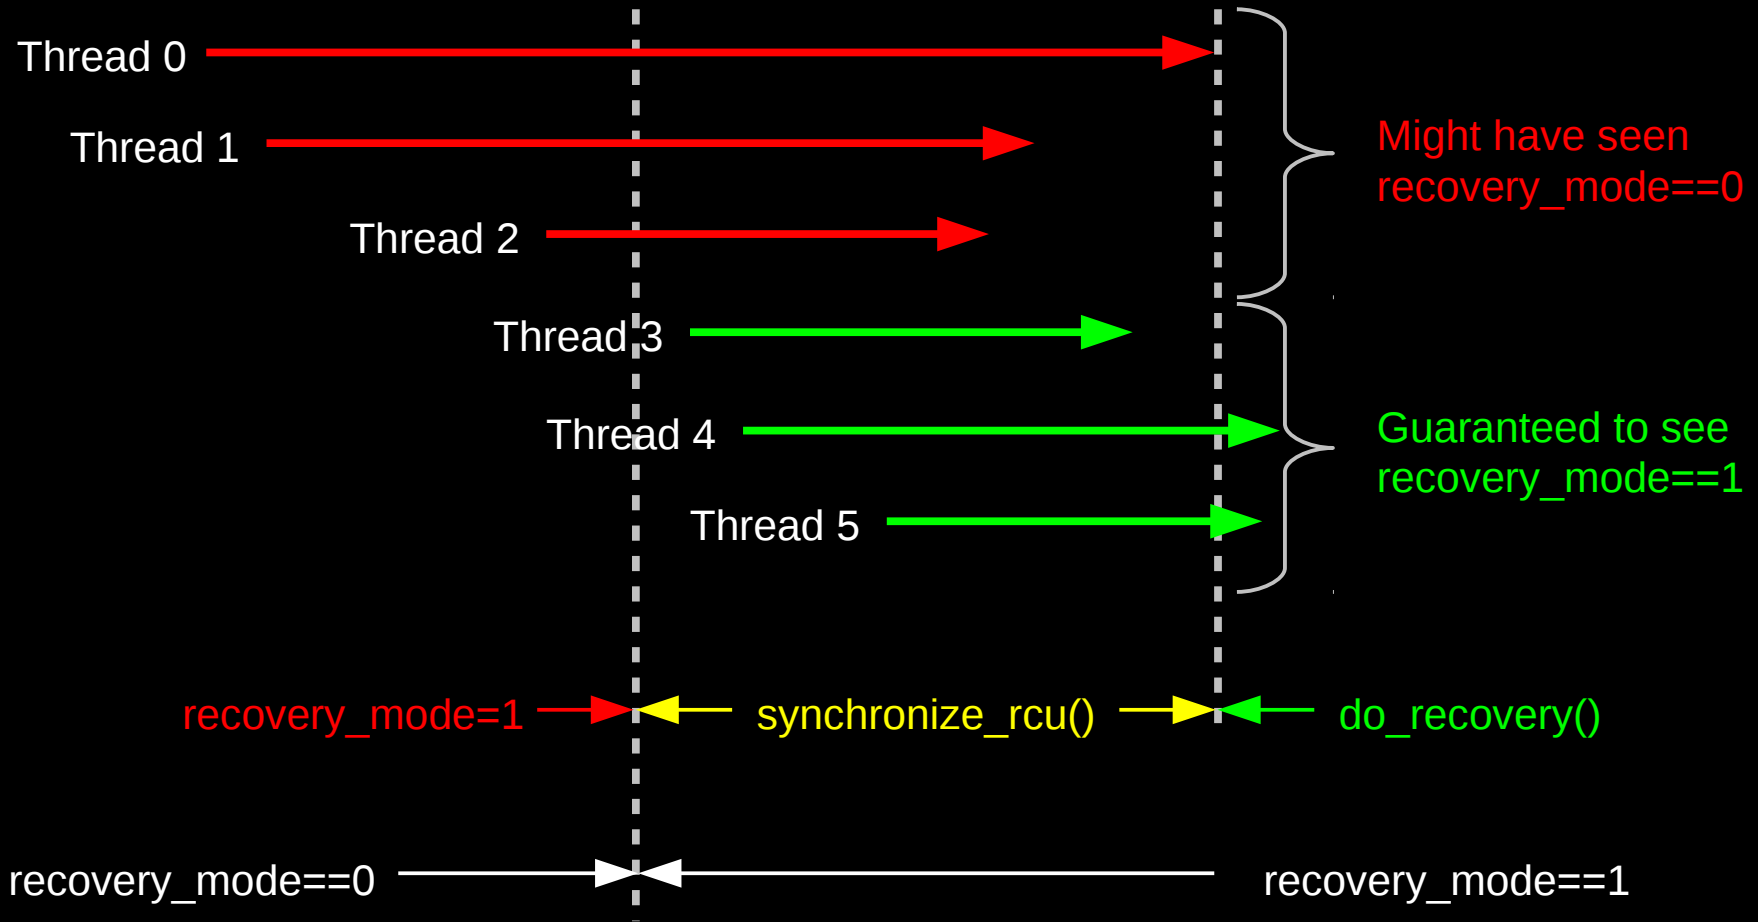 Thread 0
Thread 1
Might have seen
recovery_mode==0
Thread 2
Thread 3
Thread 4
Guaranteed to see
recovery_mode==1
Thread 5
recovery_mode=1
synchronize_rcu()
do_recovery()
recovery_mode==0
recovery_mode==1